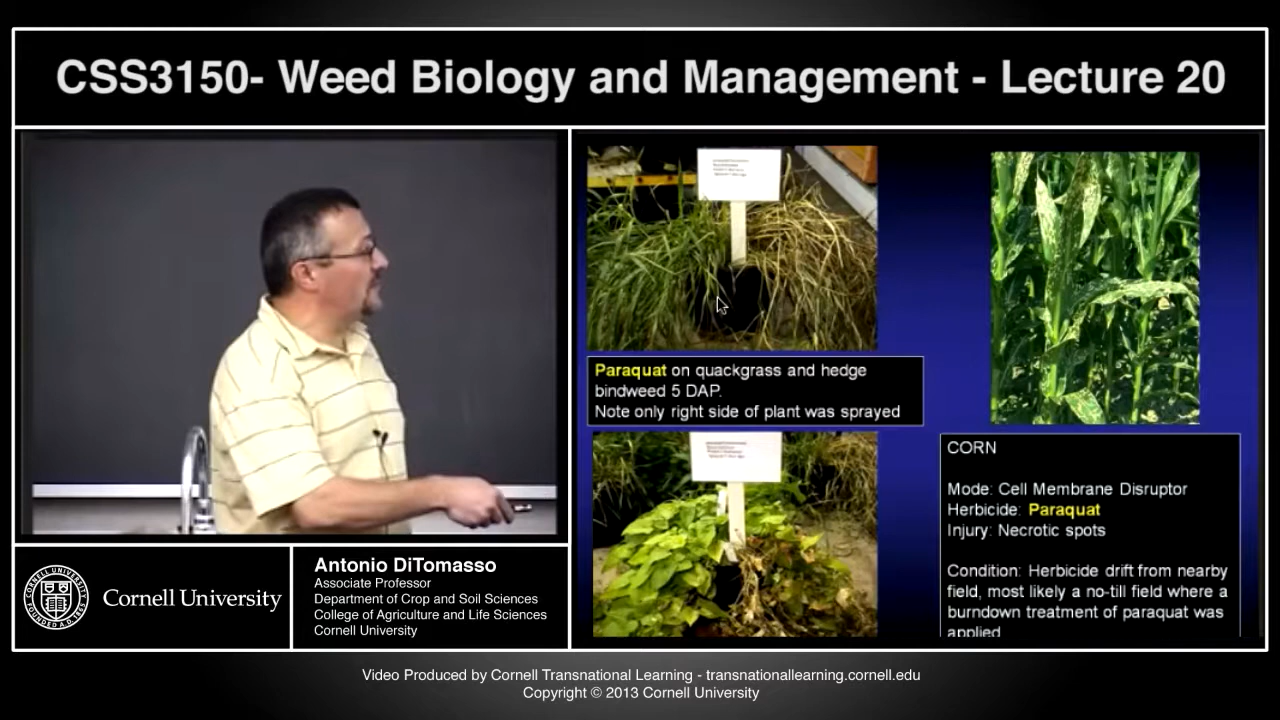 CSS3150- Weed Biology and Management - Lecture 20
Paraquat on quackgrass and hedge
bindweed 5 DAP.
Note only right side of plant was sprayed
CORN
Mode: Cell Membrane Disruptor
Herbicide: Paraquat
Injury: Necrotic spots
Condition: Herbicide drift from nearby
field, most likely a no-till field where a
burndown treatment of paraquat was
applied
Cornell University
Antonio DiTomasso
Associate Professor
Department of Crop and Soil Sciences
College of Agriculture and Life Sciences
Cornell University
Video Produced by Cornell Transnational Learning - transnationallearning.cornell.edu
Copyright © 2013 Cornell University